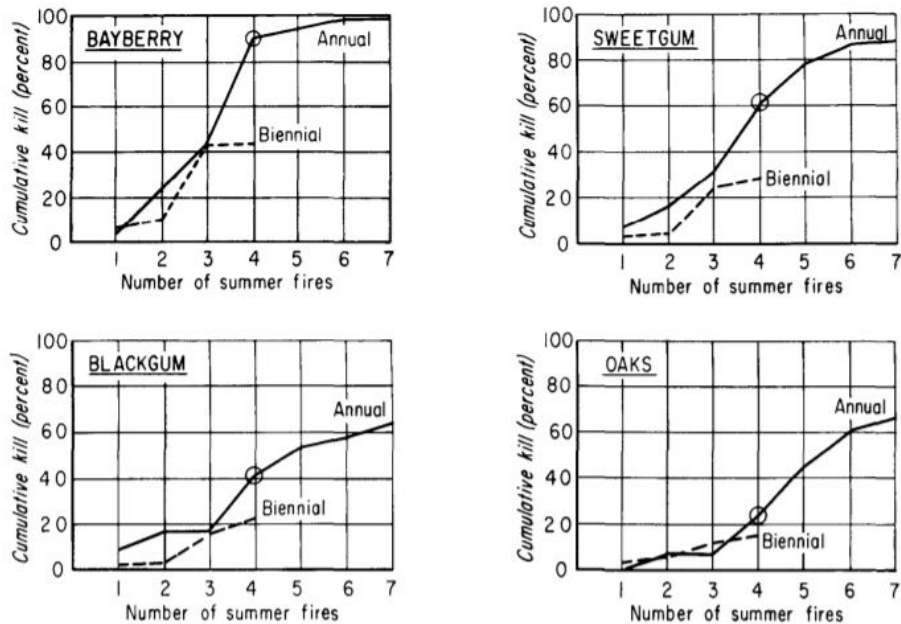 BAYBERRY
Cumulative kill (percent)
100
80
60
40
20
0
Annual
Biennial
1 2 3 4 5 6 7
Number of summer fires
SWEETGUM
Cumulative kill (percent)
100
80
60
40
20
0
Annual
Biennial
1 2 3 4 5 6 7
Number of summer fires
BLACKGUM
Cumulative kill (percent)
100
80
60
40
20
0
Annual
Biennial
1 2 3 4 5 6 7
Number of summer fires
OAKS
Cumulative kill (percent)
100
80
60
40
20
0
Annual
Biennial
1 2 3 4 5 6 7
Number of summer fires